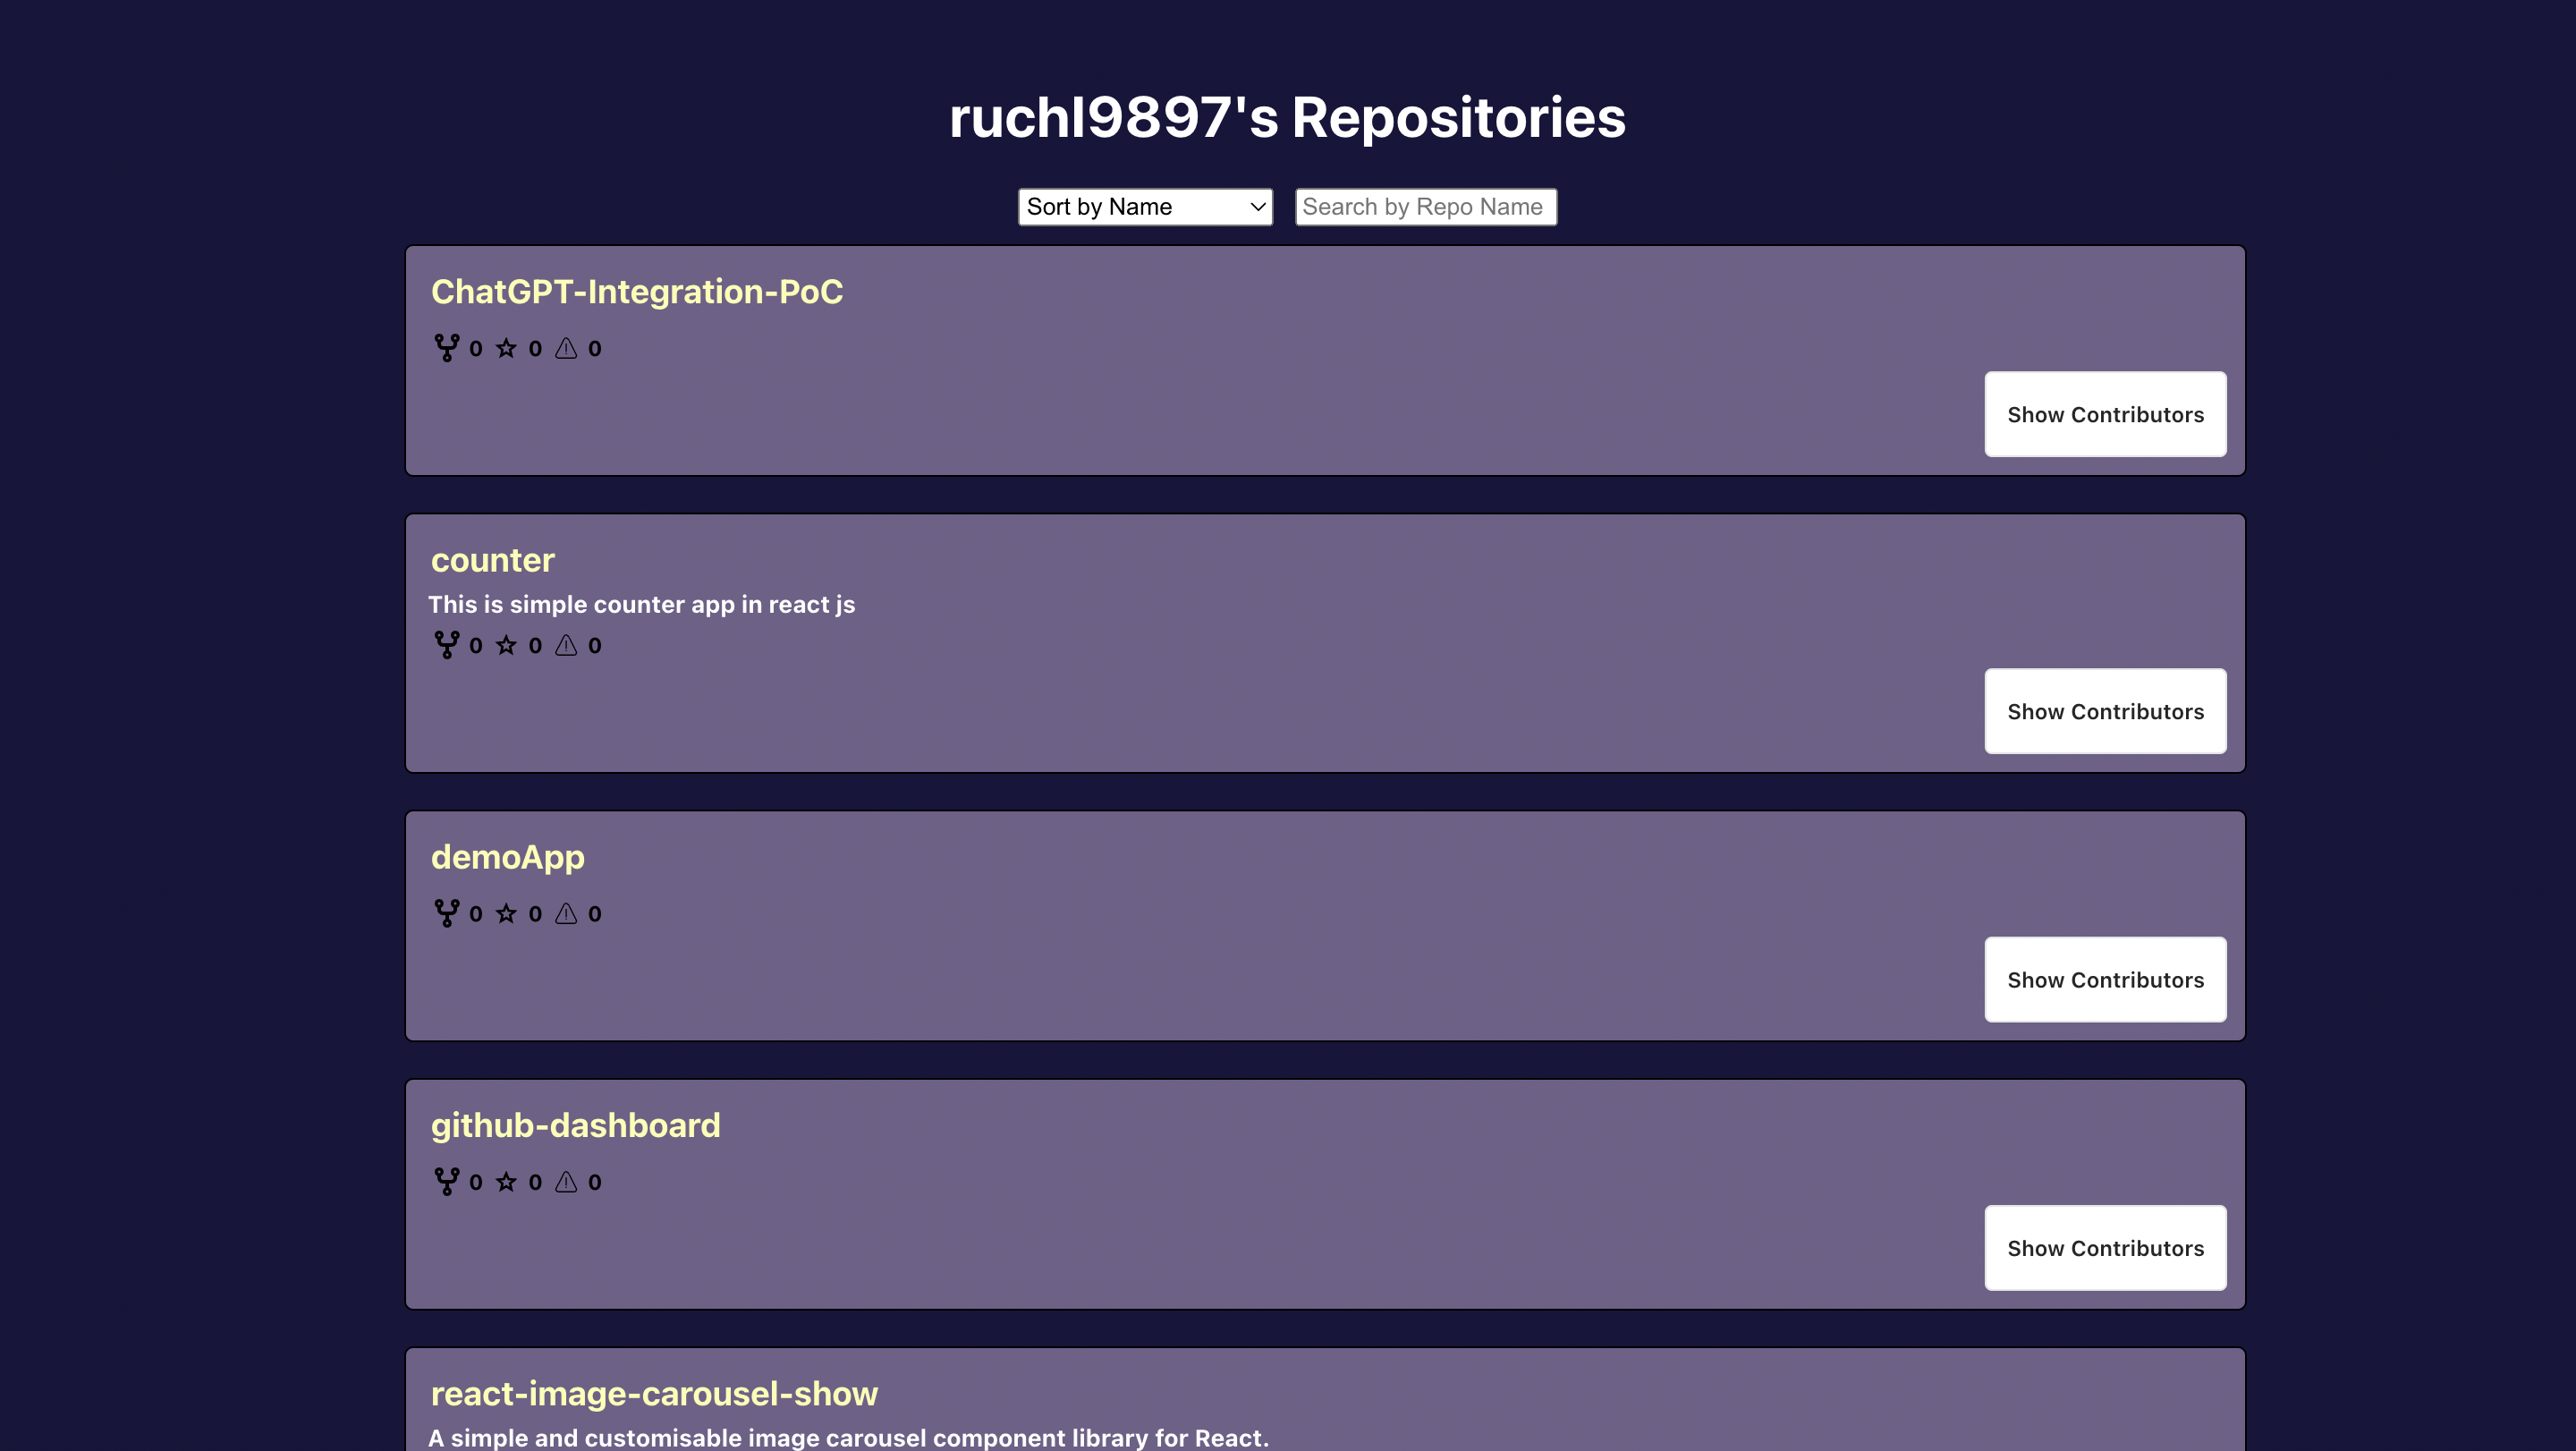 ruchI9897's Repositories
Sort by Name Search by Repo Name
ChatGPT-Integration-PoC
0 0 0
Show Contributors
counter
This is simple counter app in react js
0 0 0
Show Contributors
demoApp
0 0 0
Show Contributors
github-dashboard
0 0 0
Show Contributors
react-image-carousel-show
A simple and customisable image carousel component library for React.